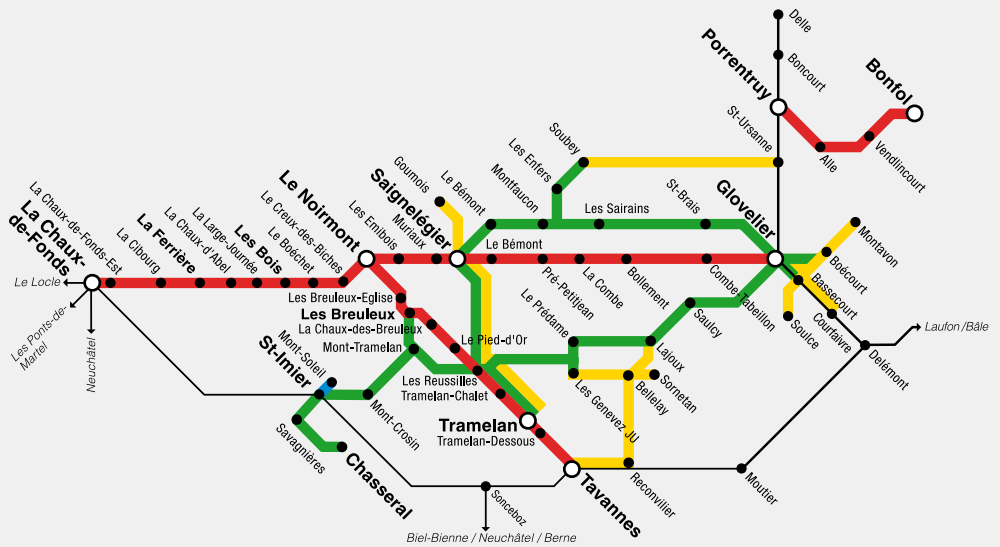 Delle
Boncourt
Porrentruy
Bonfol
St-Ursanne
Alle
Vendlincourt
Soubey
Les Enfers
Montfaucon
Goumois
Le Bémont
Saignelégier
Les Sairains
St-Brais
Glovelier
Le Noirmont
Les Emibois
Muriaux
Le Bémont
Pré-Petitjean
La Combe
Bollement
Combe-Tabeillon
Montavon
Boécourt
Bassecourt
Courfaivre
Soulce
Delémont
Laufon /Bâle
La Chaux-de-Fonds-Est
La Chaux-
de-Fonds
La Cibourg
La Ferrière
La Chaux-d'Abel
La Large-Journée
Les Bois
Le Boéchet
Le Creux-des-Biches
Le Locle
Les Ponts-de-
Martel
Neuchâtel
Les Breuleux-Eglise
Les Breuleux
La Chaux-des-Breuleux
Mont-Tramelan
Le Pied-d'Or
Le Prédame
Saulcy
Lajoux
Les Reussilles
Tramelan-Chalet
Les Genevez JU
Bellelay
Sornetan
Mont-Soleil
St-Imier
Mont-Crosin
Savagnières
Chasseral
Tramelan
Tramelan-Dessous
Tavannes
Reconvilier
Moutier
Sonceboz
Biel-Bienne / Neuchâtel / Berne